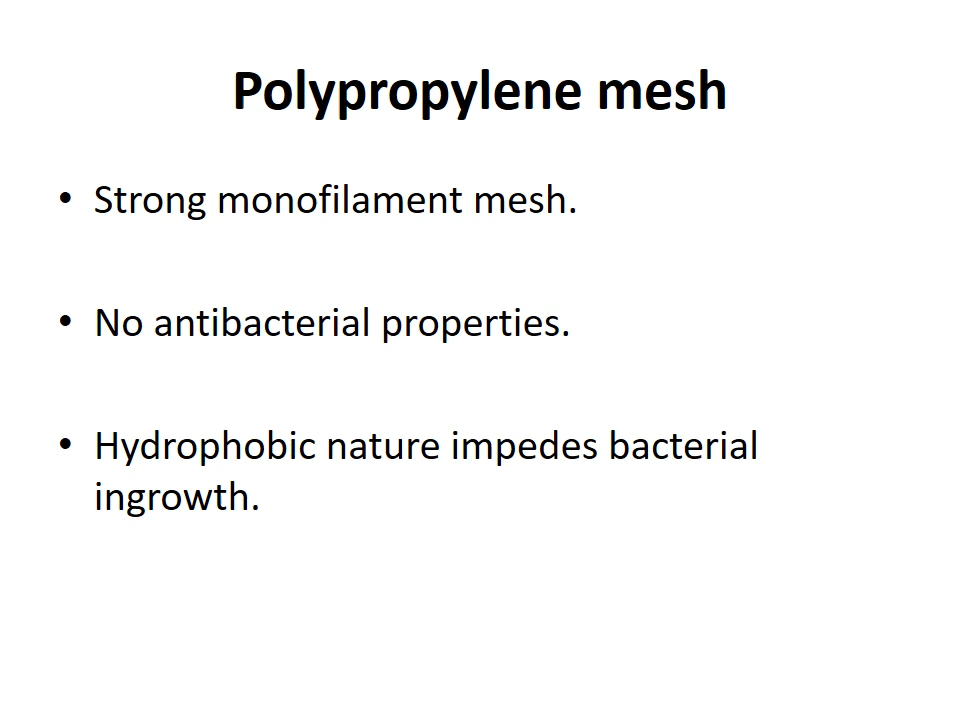 Polypropylene mesh
• Strong monofilament mesh.
• No antibacterial properties.
• Hydrophobic nature impedes bacterial
ingrowth.